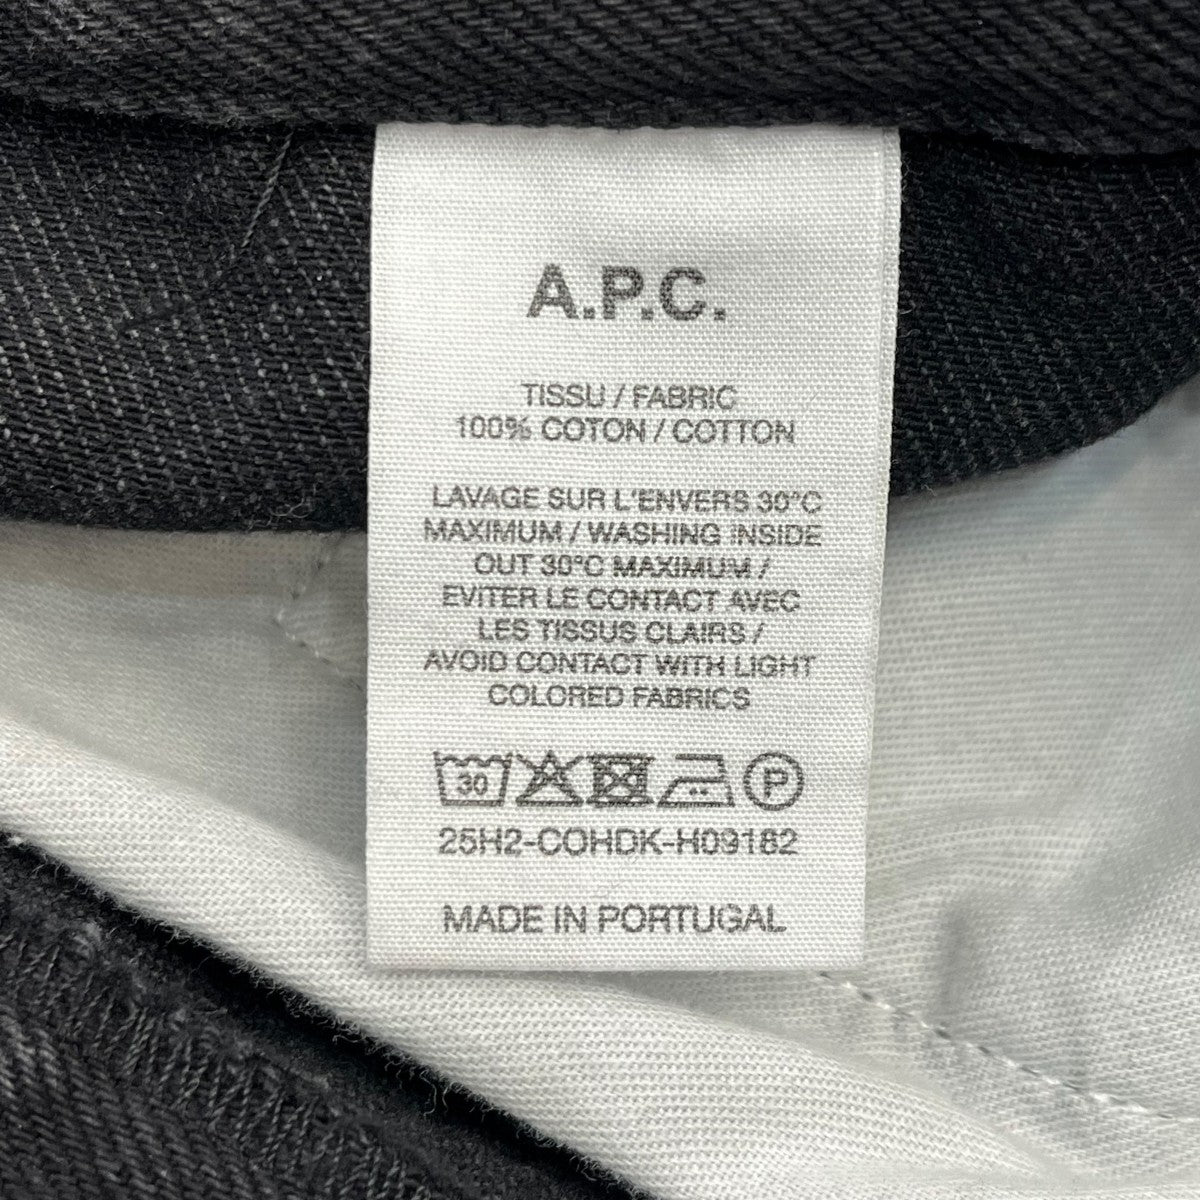 A.P.C.
TISSU / FABRIC
100% COTON / COTTON
LAVAGE SUR L'ENVERS 30°C
MAXIMUM / WASHING INSIDE
OUT 30°C MAXIMUM /
EVITER LE CONTACT AVEC
LES TISSUS CLAIRS /
AVOID CONTACT WITH LIGHT
COLORED FABRICS
30 P
25H2-COHDK-H09182
MADE IN PORTUGAL